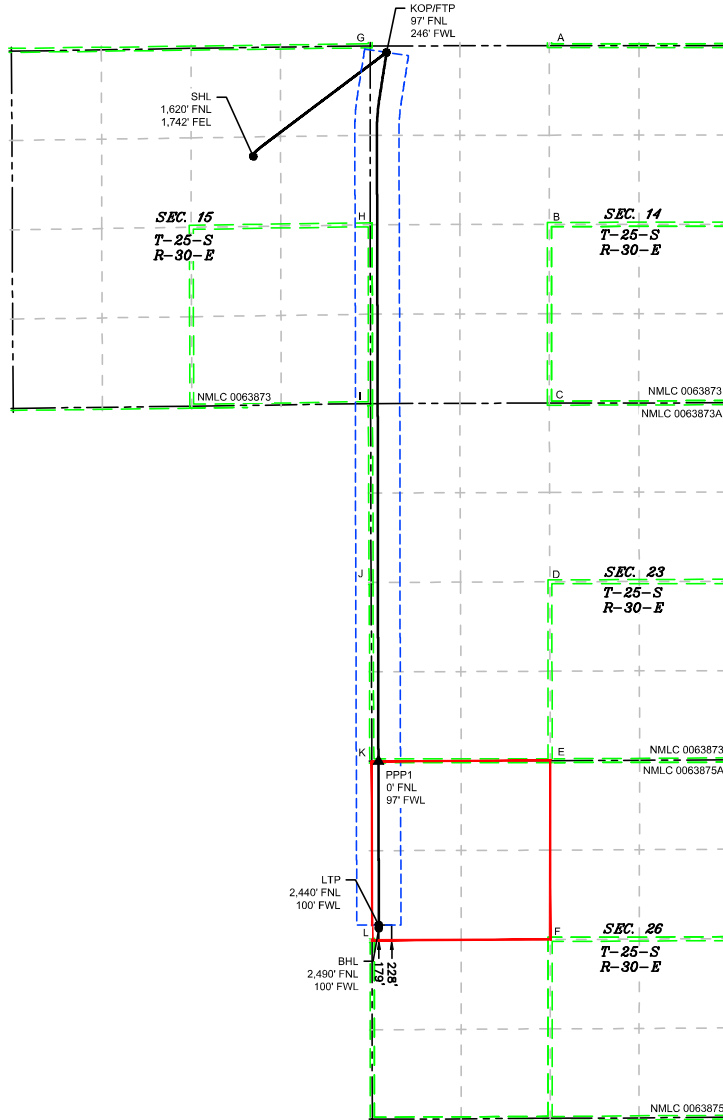 KOP/FTP
97' FNL
246' FWL
G
A
SHL
1,620' FNL
1,742' FEL
SEC. 15
T-25-S
R-30-E
H
B
SEC. 14
T-25-S
R-30-E
NMLC 0063873
I
C
NMLC 0063873
NMLC 0063873A
J
D
SEC. 23
T-25-S
R-30-E
K
E
NMLC 0063873
NMLC 0063875A
PPP1
0' FNL
97' FWL
LTP
2,440' FNL
100' FWL
L
F
SEC. 26
T-25-S
R-30-E
BHL
2,490' FNL
100' FWL
179'
228'
NMLC 0063875